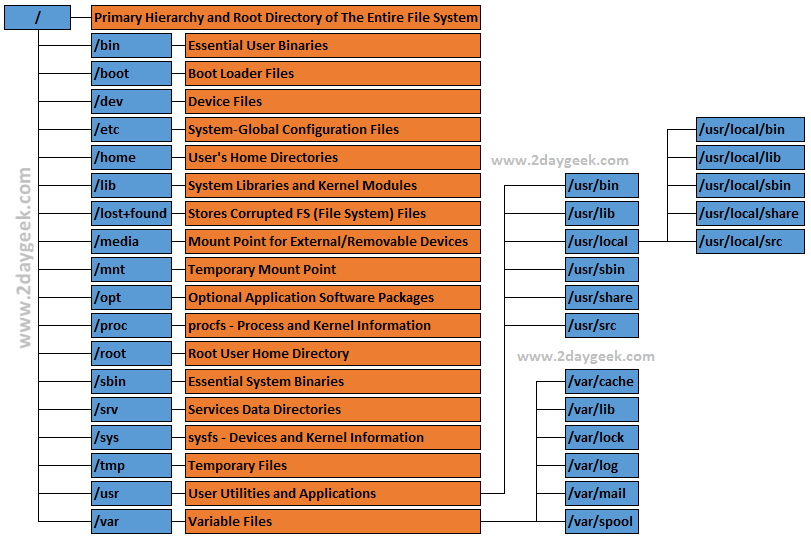 /
Primary Hierarchy and Root Directory of The Entire File System
/bin
Essential User Binaries
/boot
Boot Loader Files
/dev
Device Files
/etc
System-Global Configuration Files
/home
User's Home Directories
/lib
System Libraries and Kernel Modules
/lost+found
Stores Corrupted FS (File System) Files
/media
Mount Point for External/Removable Devices
/mnt
Temporary Mount Point
/opt
Optional Application Software Packages
/proc
procfs - Process and Kernel Information
/root
Root User Home Directory
/sbin
Essential System Binaries
/srv
Services Data Directories
/sys
sysfs - Devices and Kernel Information
/tmp
Temporary Files
/usr
User Utilities and Applications
/var
Variable Files
www.2daygeek.com
www.2daygeek.com
/usr/bin
/usr/lib
/usr/local
/usr/sbin
/usr/share
/usr/src
/usr/local/bin
/usr/local/lib
/usr/local/sbin
/usr/local/share
/usr/local/src
www.2daygeek.com
/var/cache
/var/lib
/var/lock
/var/log
/var/mail
/var/spool